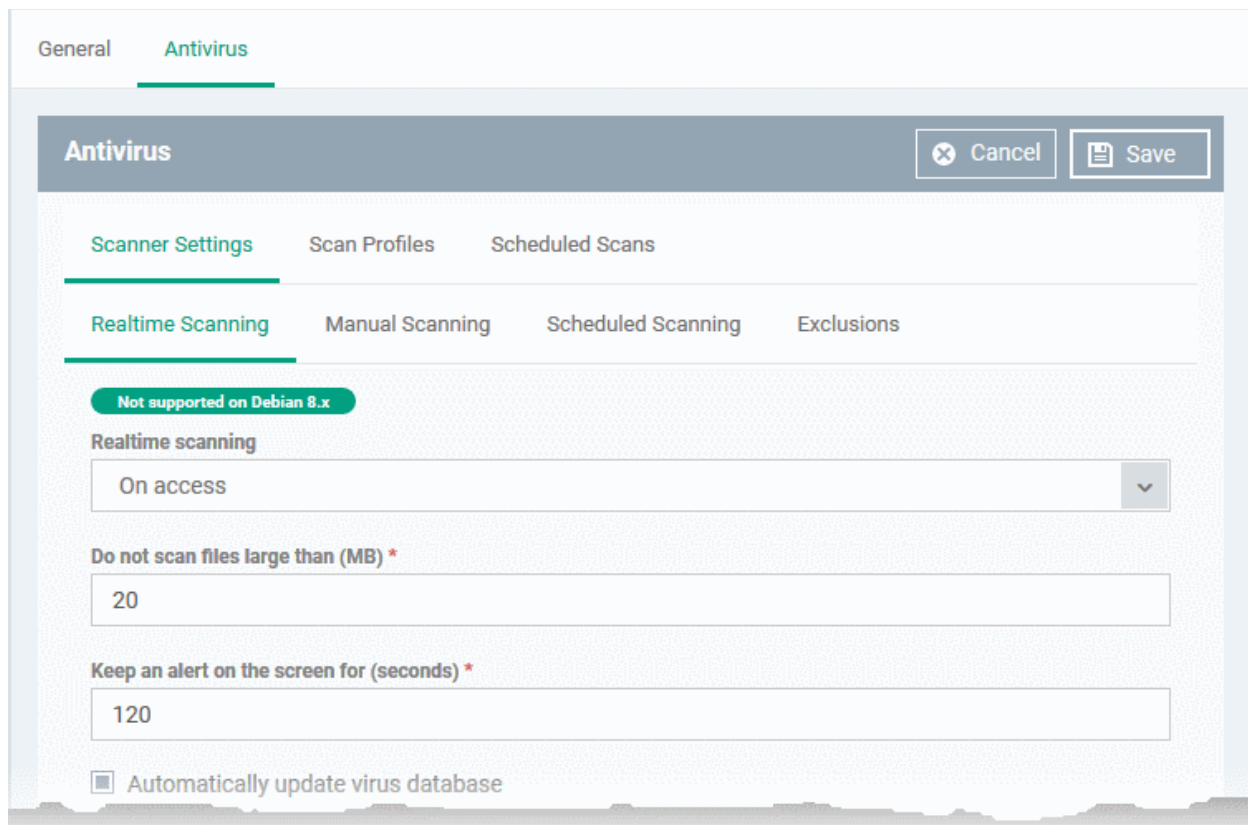 General Antivirus
Antivirus Cancel Save
Scanner Settings Scan Profiles Scheduled Scans
Realtime Scanning Manual Scanning Scheduled Scanning Exclusions
Not supported on Debian 8.x
Realtime scanning
On access
Do not scan files large than (MB) *
20
Keep an alert on the screen for (seconds) *
120
Automatically update virus database